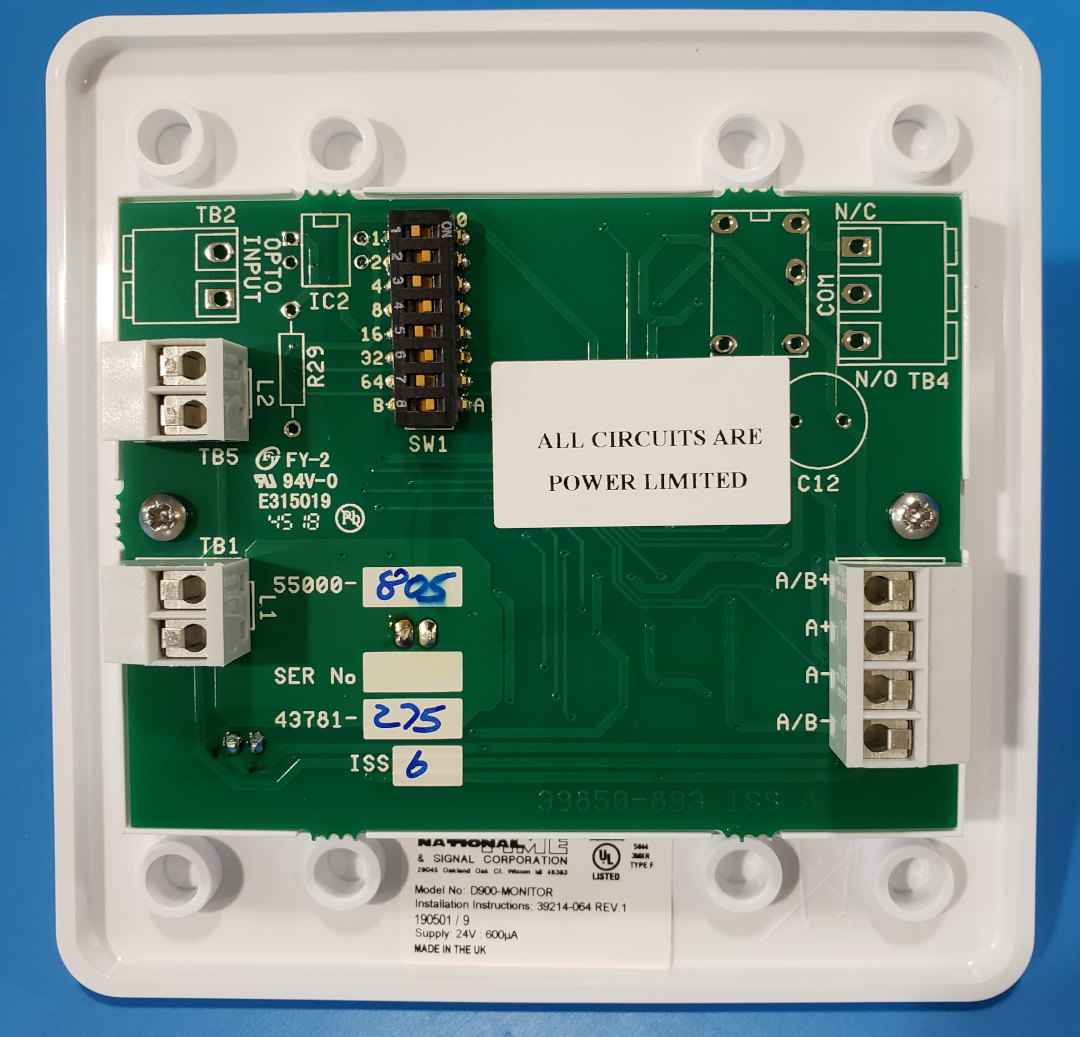 TB2
OPTO
INPUT
IC2
R29
L2
TB5
FY-2
94V-0
E315019
4518
Pb
0
ON
1
2
4
8
16
32
64
B
A
1
2
3
4
5
6
7
8
SW1
N/C
COM
N/O TB4
C12
ALL CIRCUITS ARE
POWER LIMITED
TB1
L1
55000- 805
SER No
43781- 275
ISS 6
A/B+
A+
A-
A/B-
39850-893 ISS 4
NATIONAL TIME
& SIGNAL CORPORATION
28045 Oakland Oak Ct. Wixom MI 48393
UL
LISTED
S844
TYPE F
Model No: D900-MONITOR
Installation Instructions: 39214-064 REV.1
190501 / 9
Supply: 24V : 600µA
MADE IN THE UK